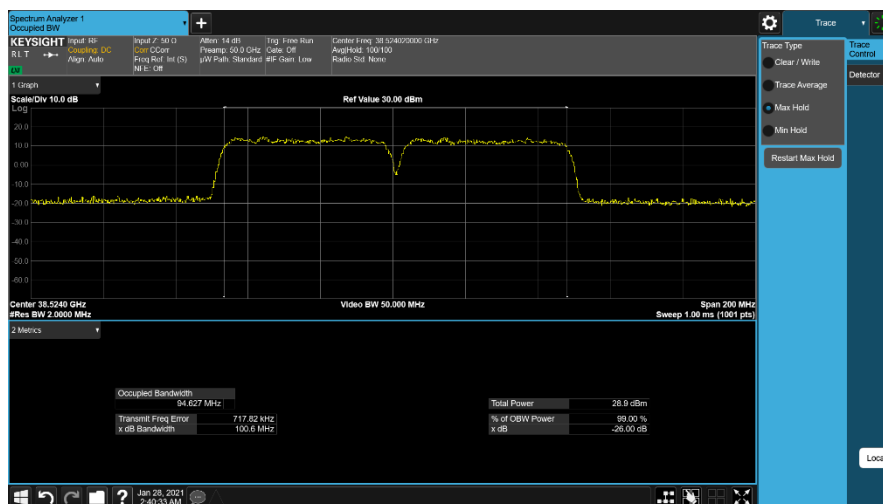 Spectrum Analyzer 1
Occupied BW
+
Trace
KEYSIGHT Input: RF
R L T Coupling: DC
Align: Auto
Input Z: 50 Ω
Corr CCorr
Freq Ref: Int (S)
NFE: Off
Atten: 14 dB
Preamp: 50.0 GHz
µW Path: Standard
Trig: Free Run
Gate: Off
#IF Gain: Low
Center Freq: 38.524020000 GHz
Avg|Hold: 100/100
Radio Std: None
Trace Type
Clear / Write
Trace Average
Max Hold
Min Hold
Restart Max Hold
Trace
Control
Detector
1 Graph
Scale/Div 10.0 dB
Ref Value 30.00 dBm
Log
20.0
10.0
0.00
-10.0
-20.0
-30.0
-40.0
-50.0
-60.0
Center 38.5240 GHz
#Res BW 2.0000 MHz
Video BW 50.000 MHz
Span 200 MHz
Sweep 1.00 ms (1001 pts)
2 Metrics
Occupied Bandwidth
94.627 MHz
Transmit Freq Error 717.82 kHz
x dB Bandwidth 100.6 MHz
Total Power 28.9 dBm
% of OBW Power 99.00 %
x dB -26.00 dB
Loca
?
Jan 28, 2021
2:40:33 AM